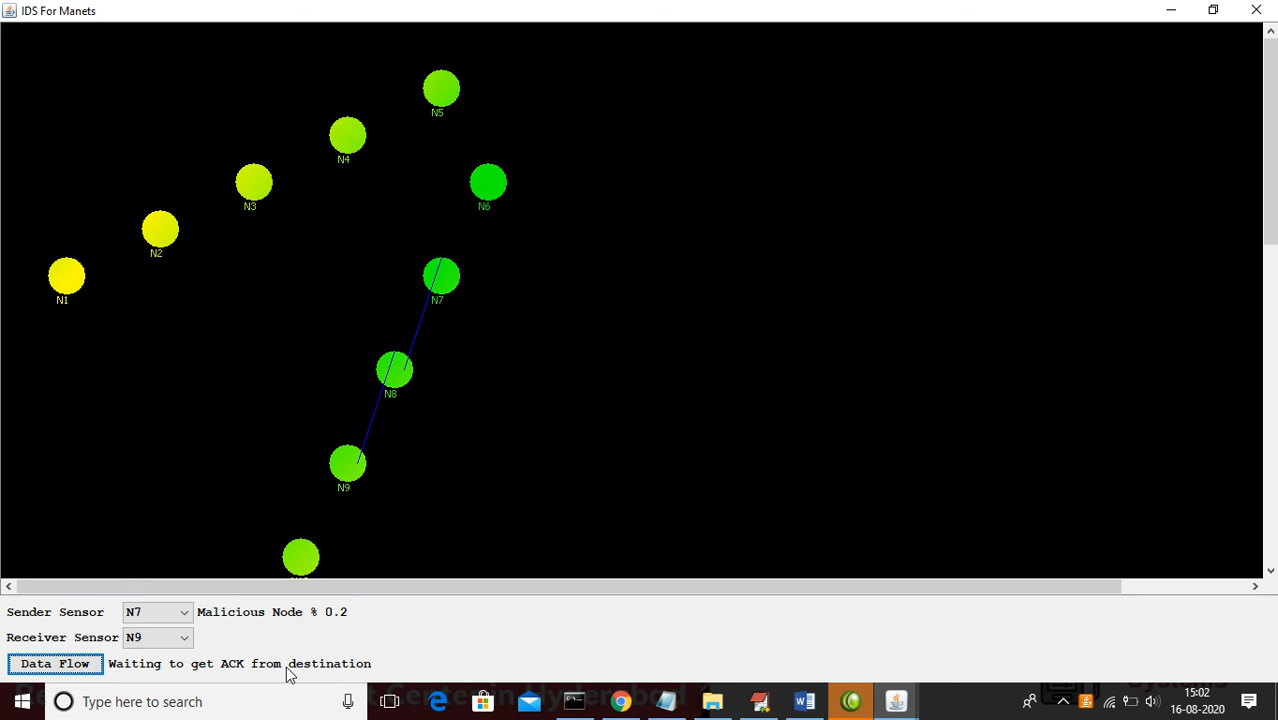 IDS For Manets
N5
N4
N3
N6
N2
N1
N7
N8
N9
Sender Sensor N7 Malicious Node % 0.2
Receiver Sensor N9
Data Flow Waiting to get ACK from destination
Type here to search
15:02
16-08-2020